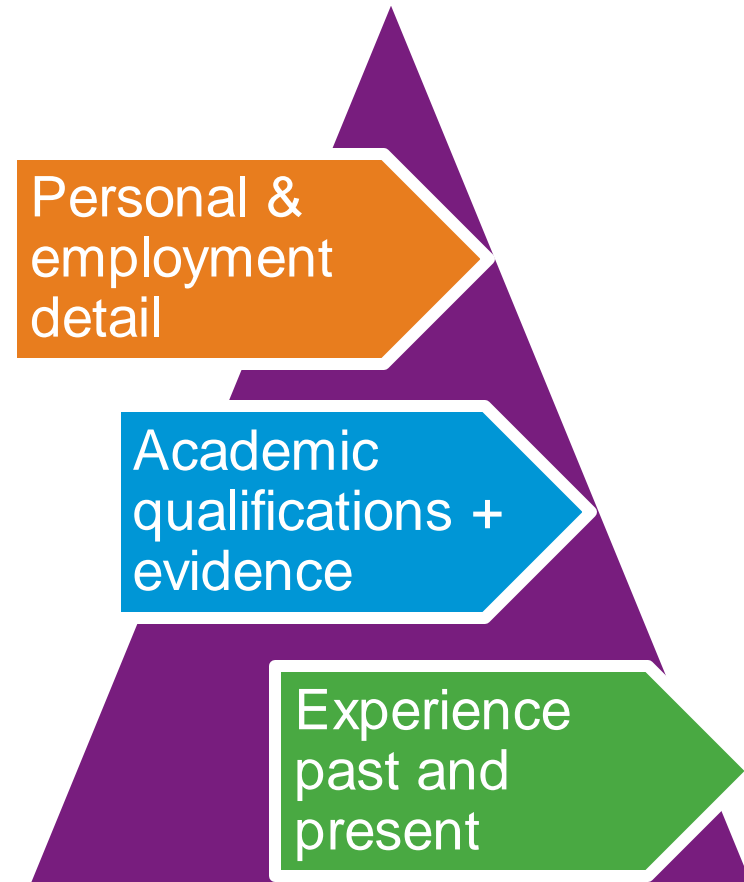 Personal &
employment
detail
Academic
qualifications +
evidence
Experience
past and
present